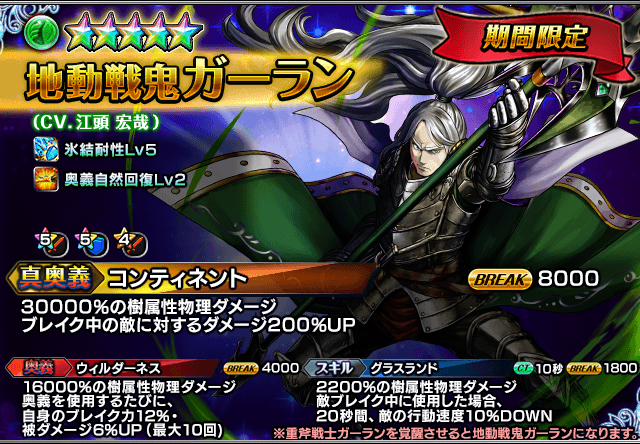 期間限定
地動戦鬼ガーラン
(CV.江頭 宏哉)
氷結耐性Lv5
奥義自然回復Lv2
5 5 4
真奥義 コンティネント BREAK 8000
30000%の樹属性物理ダメージ
ブレイク中の敵に対するダメージ200%UP
奥義 ウィルダーネス BREAK 4000
16000%の樹属性物理ダメージ
奥義を使用するたびに、
自身のブレイク力12%・
被ダメージ6%UP(最大10回)
スキル グラスランド CT 10秒 BREAK 1800
2200%の樹属性物理ダメージ
敵ブレイク中に使用した場合、
20秒間、敵の行動速度10%DOWN
※重斧戦士ガーランを覚醒させると地動戦鬼ガーランになります。